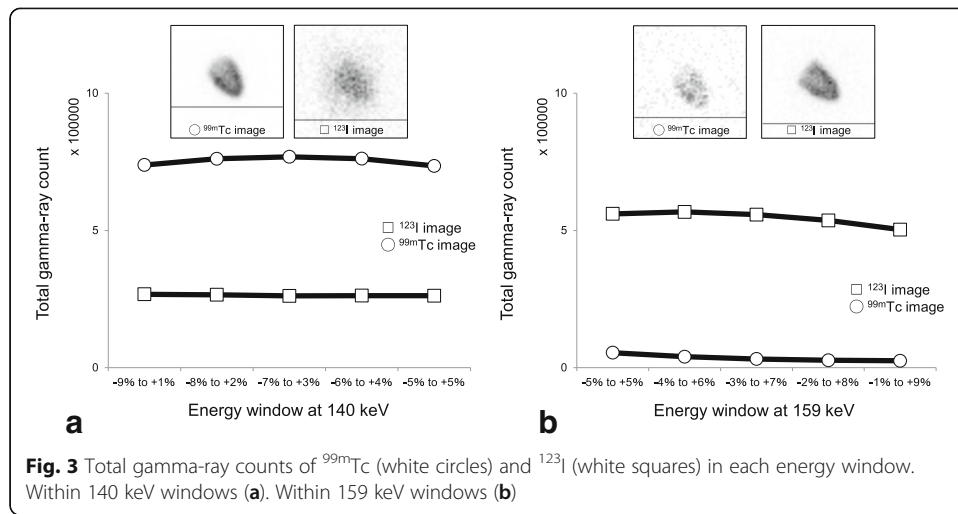 ○ ⁹⁹ᵐTc image
□ ¹²³I image
10
x 100000
Total gamma-ray count
5
0
□ ¹²³I image
○ ⁹⁹ᵐTc image
-9% to +1% -8% to +2% -7% to +3% -6% to +4% -5% to +5%
a
Energy window at 140 keV
○ ⁹⁹ᵐTc image
□ ¹²³I image
10
x 100000
Total gamma-ray count
5
0
□ ¹²³I image
○ ⁹⁹ᵐTc image
-5% to +5% -4% to +6% -3% to +7% -2% to +8% -1% to +9%
b
Energy window at 159 keV
Fig. 3 Total gamma-ray counts of ⁹⁹ᵐTc (white circles) and ¹²³I (white squares) in each energy window.
Within 140 keV windows (a). Within 159 keV windows (b)